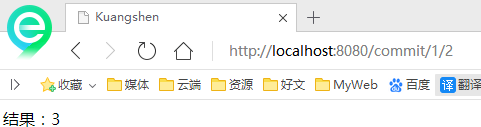 Kuangshen
http://localhost:8080/commit/1/2
收藏 媒体 云端 资源 好文 MyWeb 百度 译 翻译
结果：3